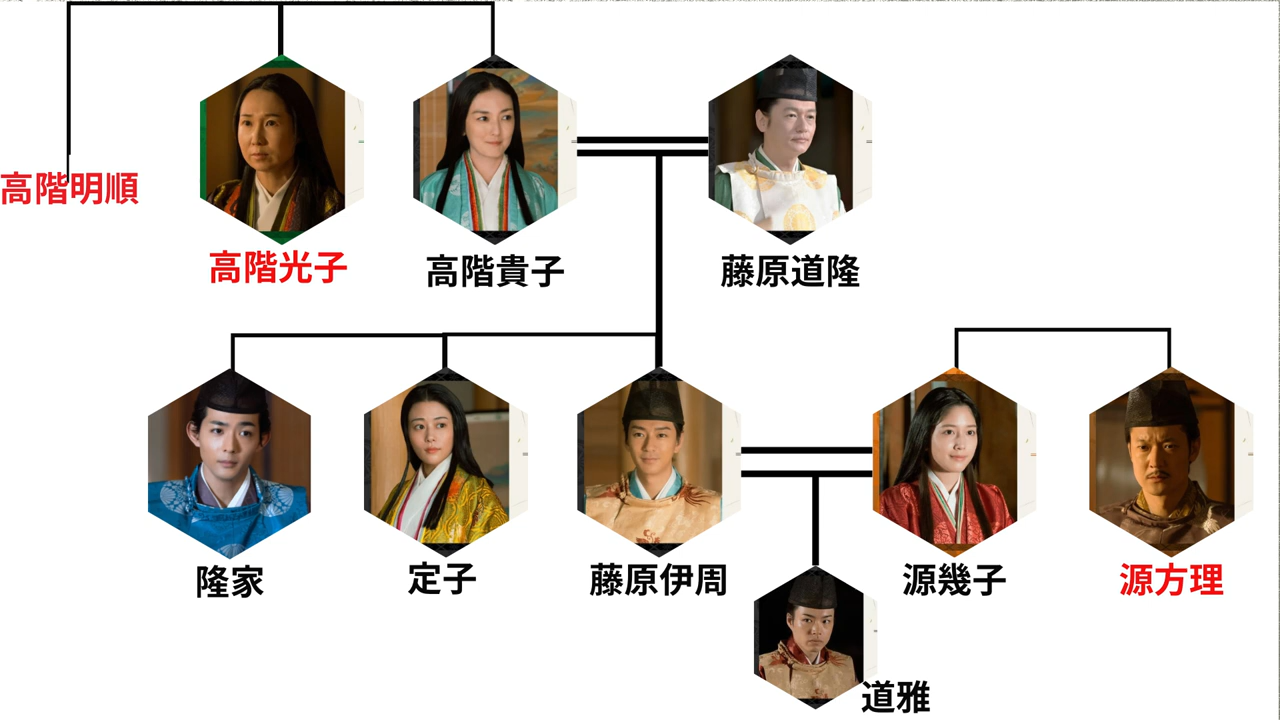 高階明順
高階光子
高階貴子
藤原道隆
隆家
定子
藤原伊周
源幾子
源方理
道雅